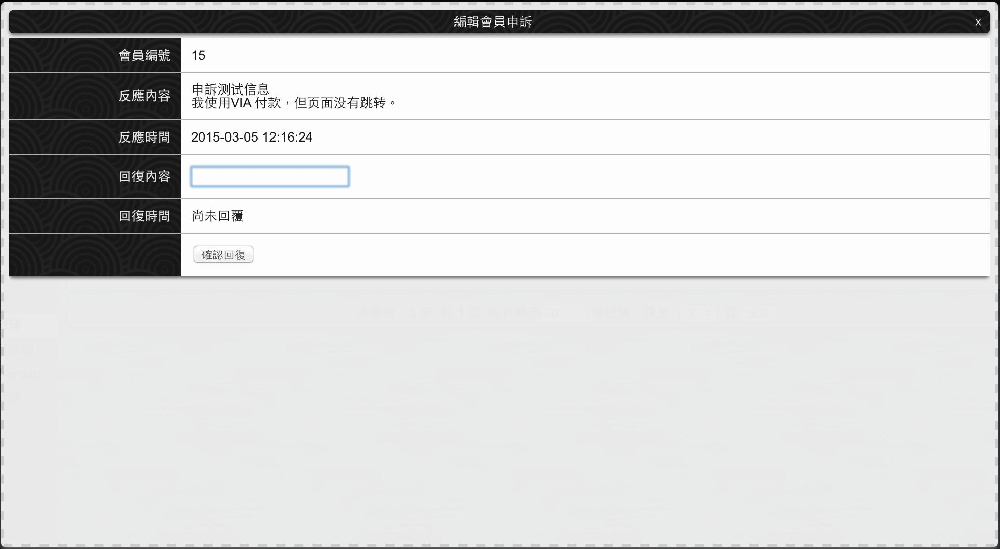 編輯會員申訴
X
會員編號
15
反應內容
申訴测试信息
我使用VIA 付款，但页面没有跳转。
反應時間
2015-03-05 12:16:24
回復內容
回復時間
尚未回覆
確認回復
總筆數：3 筆, 共 1 頁, 每頁顯示 20 筆記錄，跳至, 1 頁 更新
理
管理
group